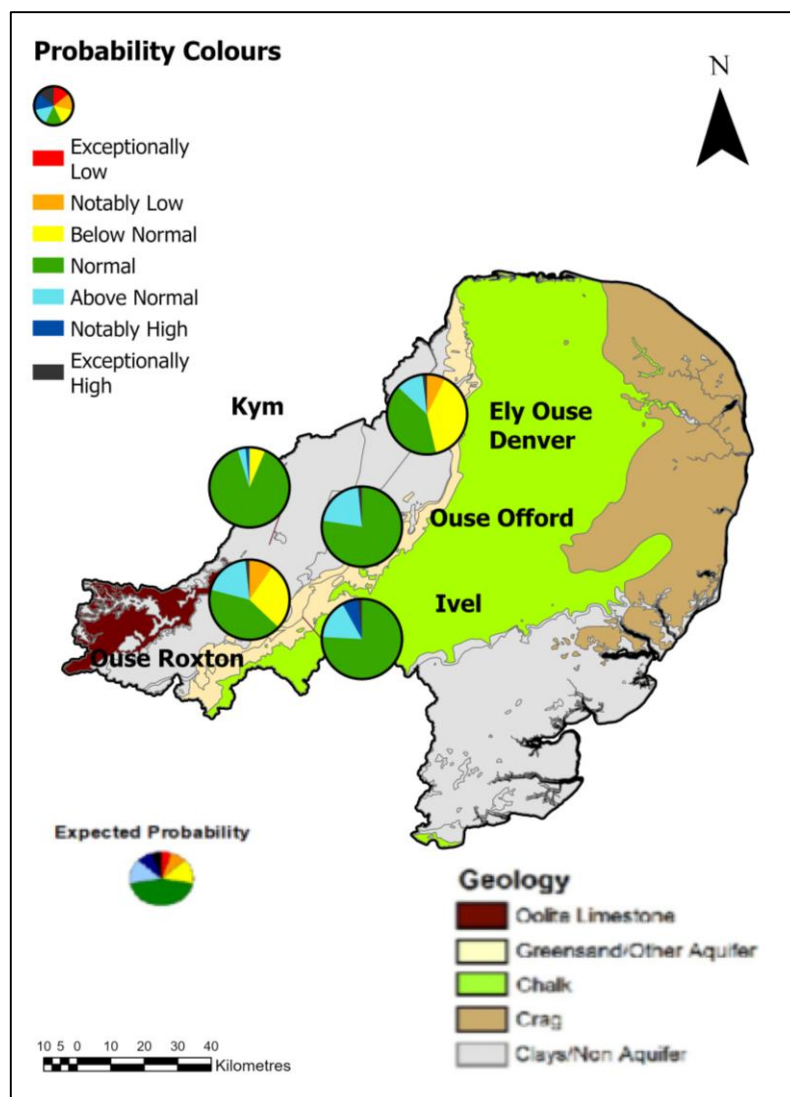 Probability Colours
N
Exceptionally
Low
Notably Low
Below Normal
Normal
Above Normal
Notably High
Exceptionally
High
Kym
Ely Ouse
Denver
Ouse Offord
Ivel
Ouse Roxton
Expected Probability
Geology
Oolite Limestone
Greensand/Other Aquifer
Chalk
Crag
Clays/Non Aquifer
10 5 0 10 20 30 40
Kilometres